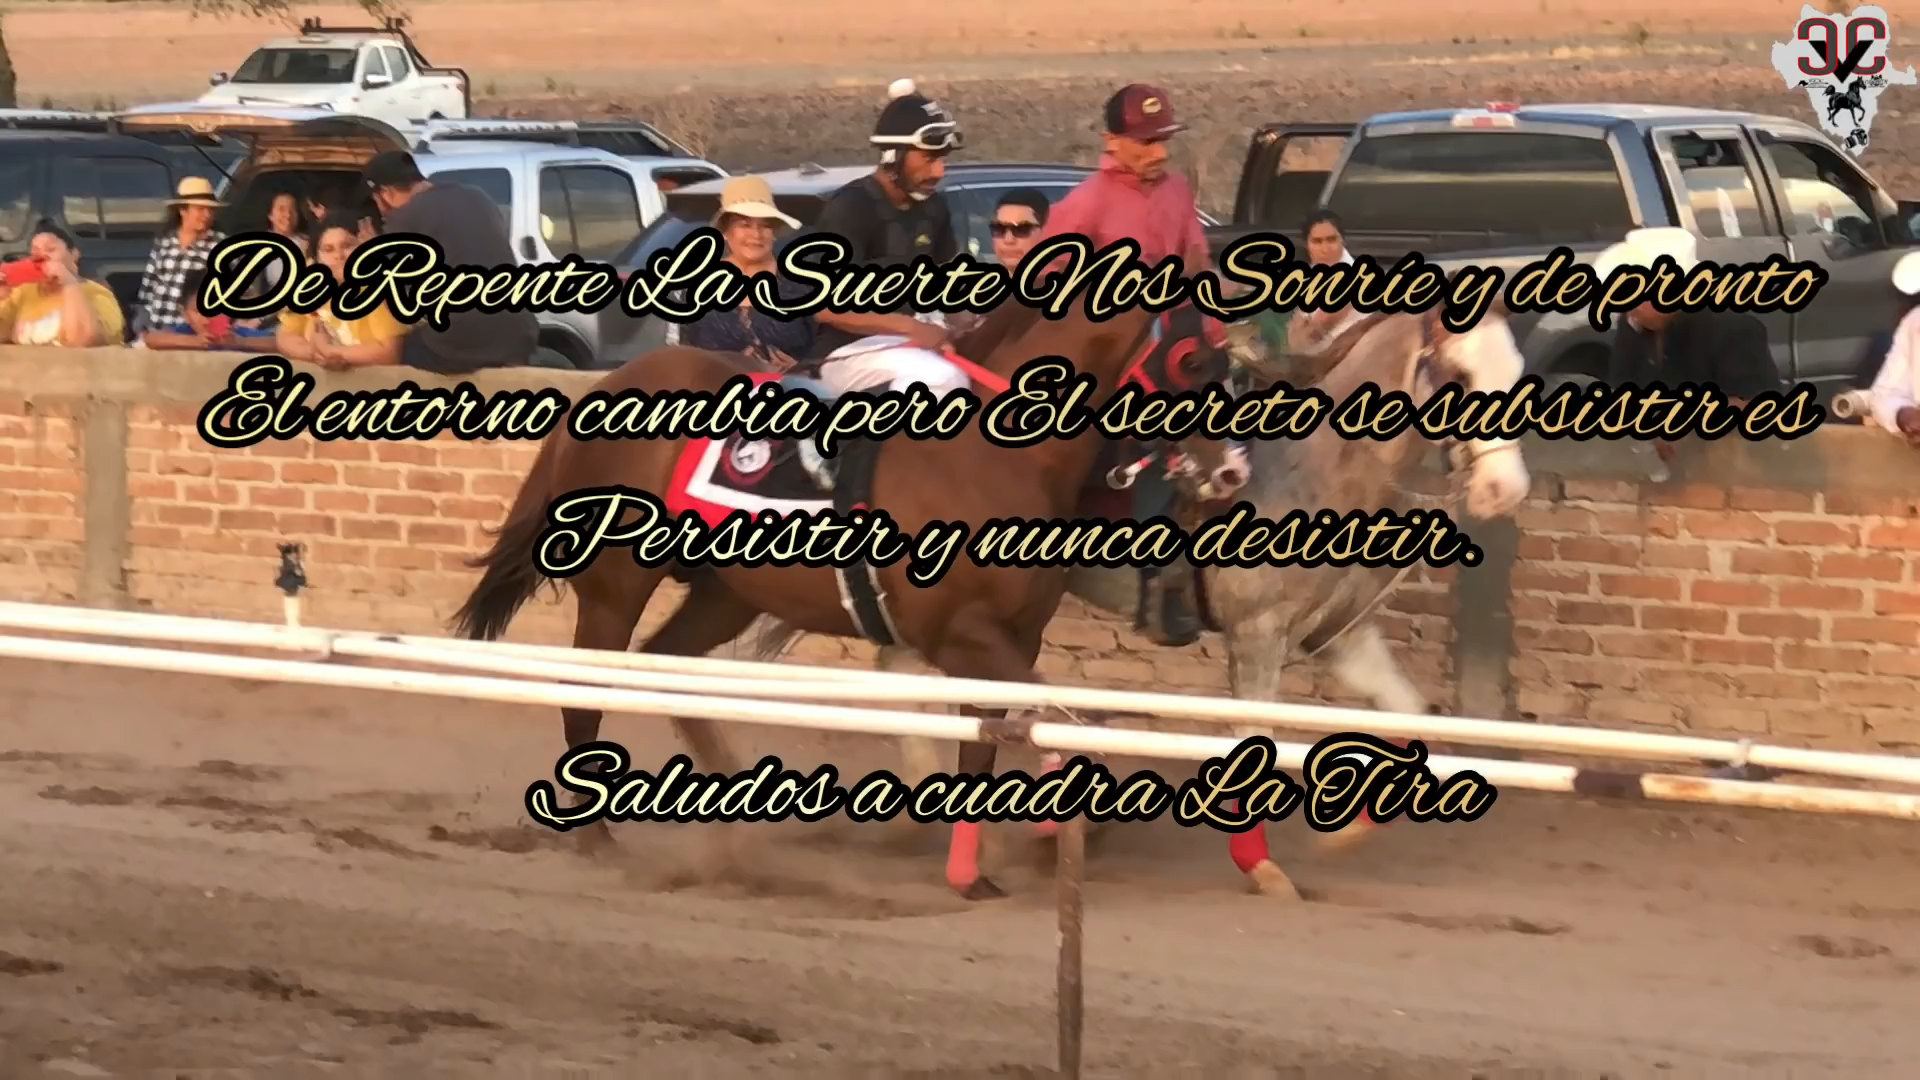 De Repente La Suerte Nos Sonríe y de pronto
El entorno cambia pero El secreto se subsistir es
Persistir y nunca desistir.
Saludos a cuadra La Tira